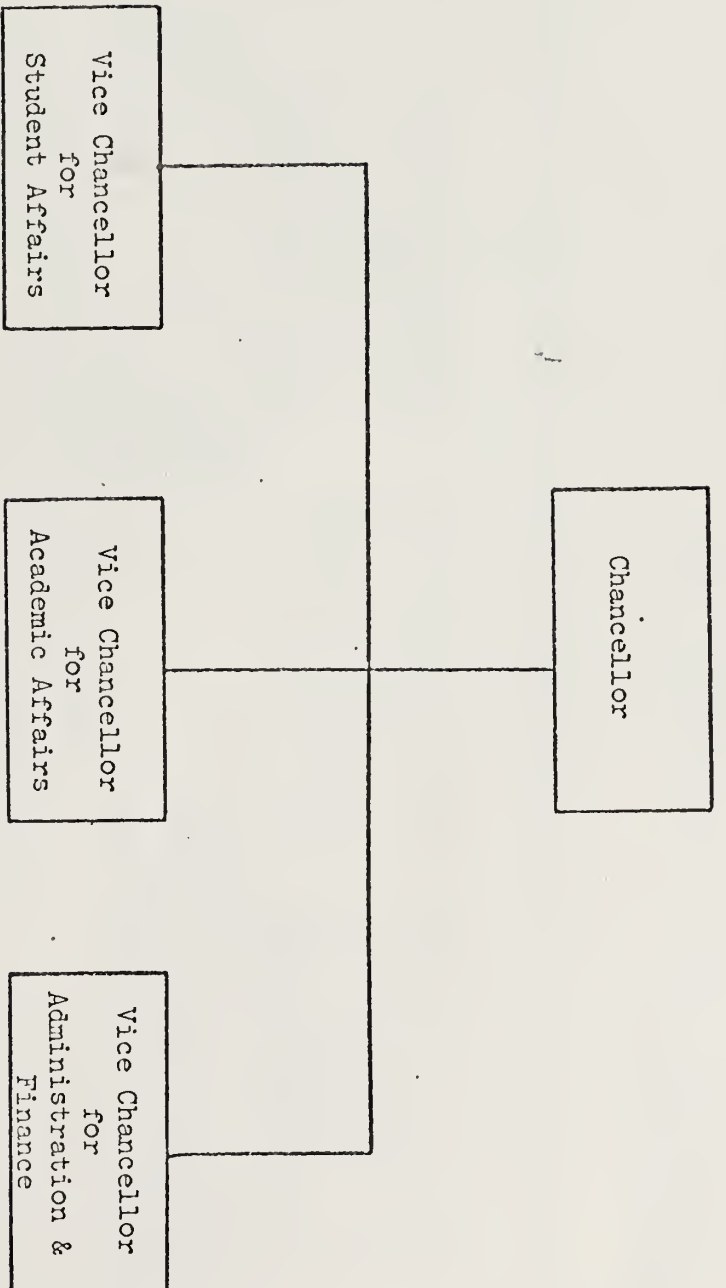 Chancellor
Vice Chancellor
for
Student Affairs
Vice Chancellor
for
Academic Affairs
Vice Chancellor
for
Administration &
Finance